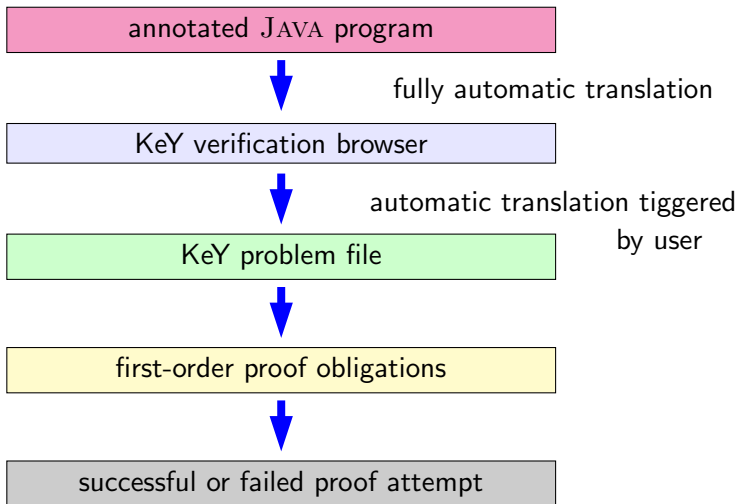 annotated JAVA program
fully automatic translation
KeY verification browser
automatic translation tiggered
by user
KeY problem file
first-order proof obligations
successful or failed proof attempt